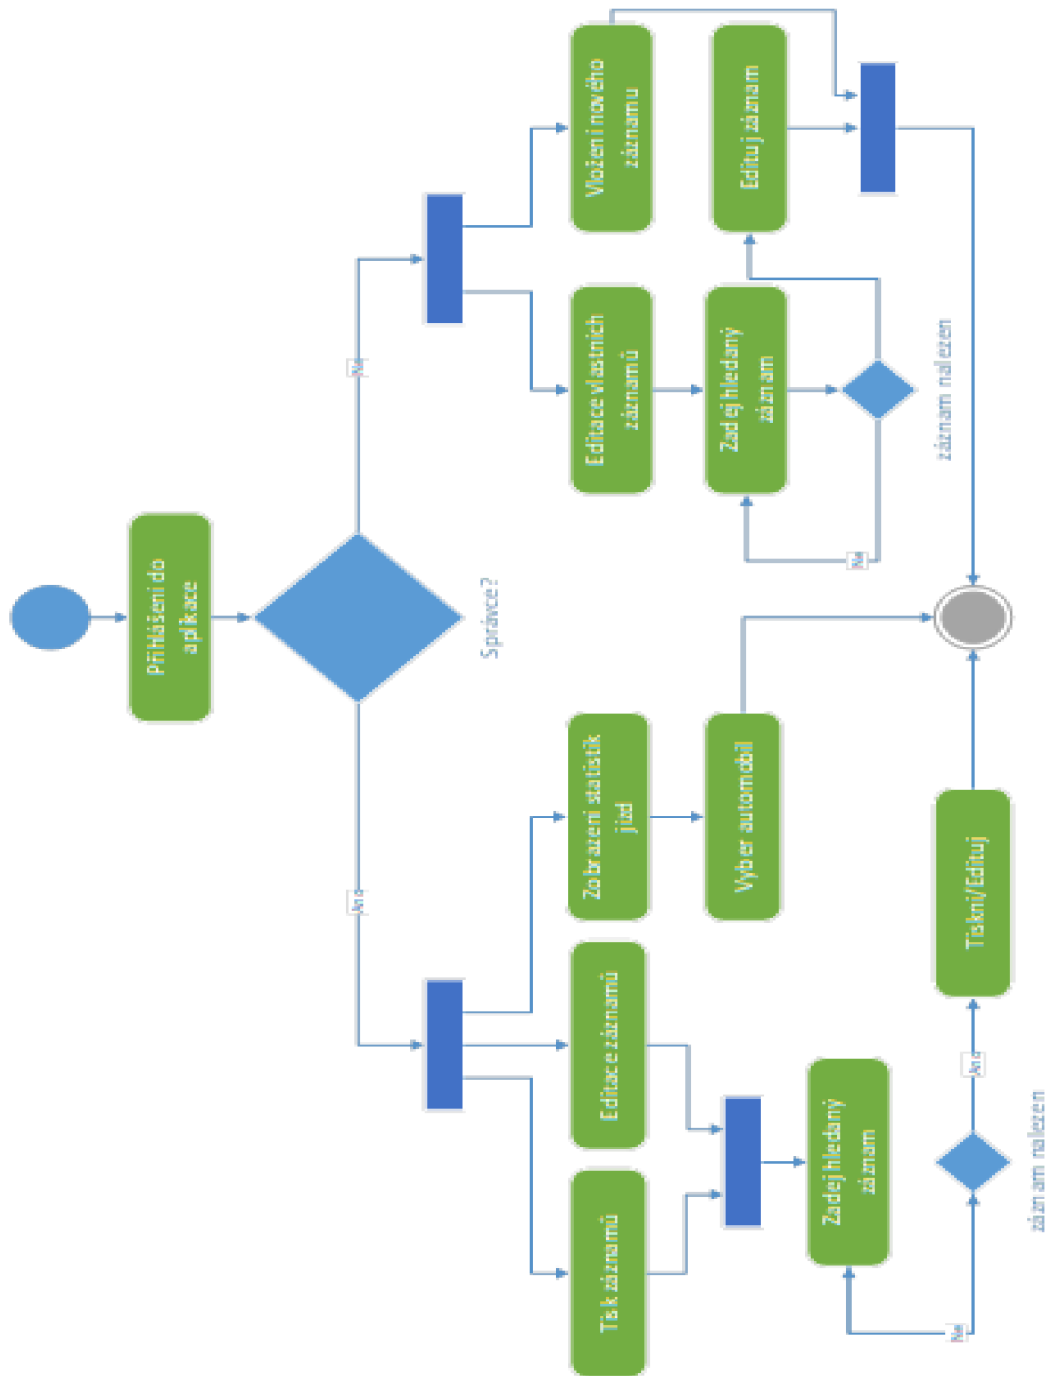 Přihlášení do
aplikace
Správce?
Ano
Ne
Tisk záznamů
Editace záznamů
Zobrazení statistik
jízd
Editace vlastních
záznamů
Vložení nového
záznamu
Vyber automobil
Zadej hledaný
záznam
Edituj záznam
Zadej hledaný
záznam
Ne
záznam nalezen
Ne
Ano
Tiskni/Edituj
záznam nalezen